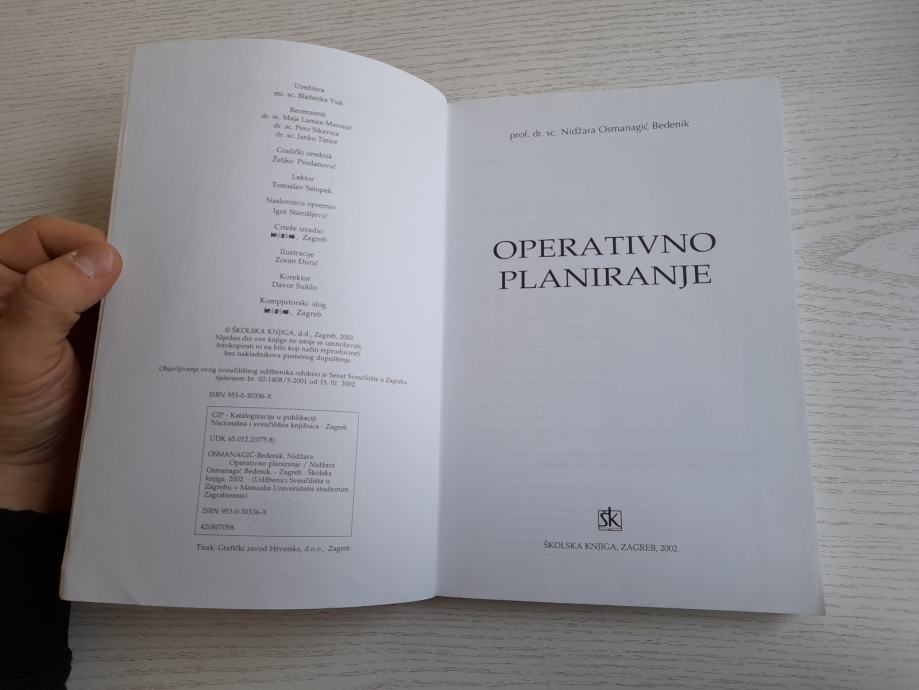 Urednica
mr. sc. Blaženka Vuk
Recenzenti
dr. sc. Maja Lamza-Maronić
dr. sc. Pero Sikavica
dr. sc. Janko Tintor
Grafički urednik
Željko Prodanović
Lektor
Tomislav Salopek
Naslovnicu opremio
Igor Starešljević
Crteže izradio
, Zagreb
Ilustracije
Zoran Đurić
Korektor
Davor Sušilo
Kompjutorski slog
, Zagreb
© ŠKOLSKA KNJIGA, d.d., Zagreb, 2002.
Nijedan dio ove knjige ne smije se umnožavati,
fotokopirati ni na bilo koji način reproducirati
bez nakladnikova pismenog dopuštenja.
Objavljivanje ovog sveučilišnog udžbenika odobrio je Senat Sveučilišta u Zagrebu
rješenjem br. 02-1408/5-2001 od 15. 01. 2002.
ISBN 953-0-30336-X
CIP - Katalogizacija u publikaciji
Nacionalna i sveučilišna knjižnica - Zagreb
UDK 65.012.2(075.8)
OSMANAGIĆ-Bedenik, Nidžara
Operativno planiranje / Nidžara
Osmanagić Bedenik. - Zagreb : Školska
knjiga, 2002. - (Udžbenici Sveučilišta u
Zagrebu = Manualia Universitatis studiorum
Zagrabiensis)
ISBN 953-0-30336-X
420807058
Tisak: Grafički zavod Hrvatske, d.o.o., Zagreb
prof. dr. sc. Nidžara Osmanagić Bedenik
OPERATIVNO
PLANIRANJE
šk
ŠKOLSKA KNJIGA, ZAGREB, 2002.